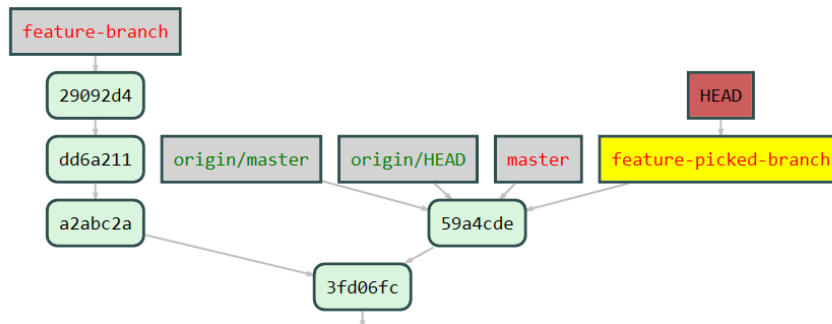 feature-branch
29092d4
HEAD
dd6a211
origin/master
origin/HEAD
master
feature-picked-branch
a2abc2a
59a4cde
3fd06fc